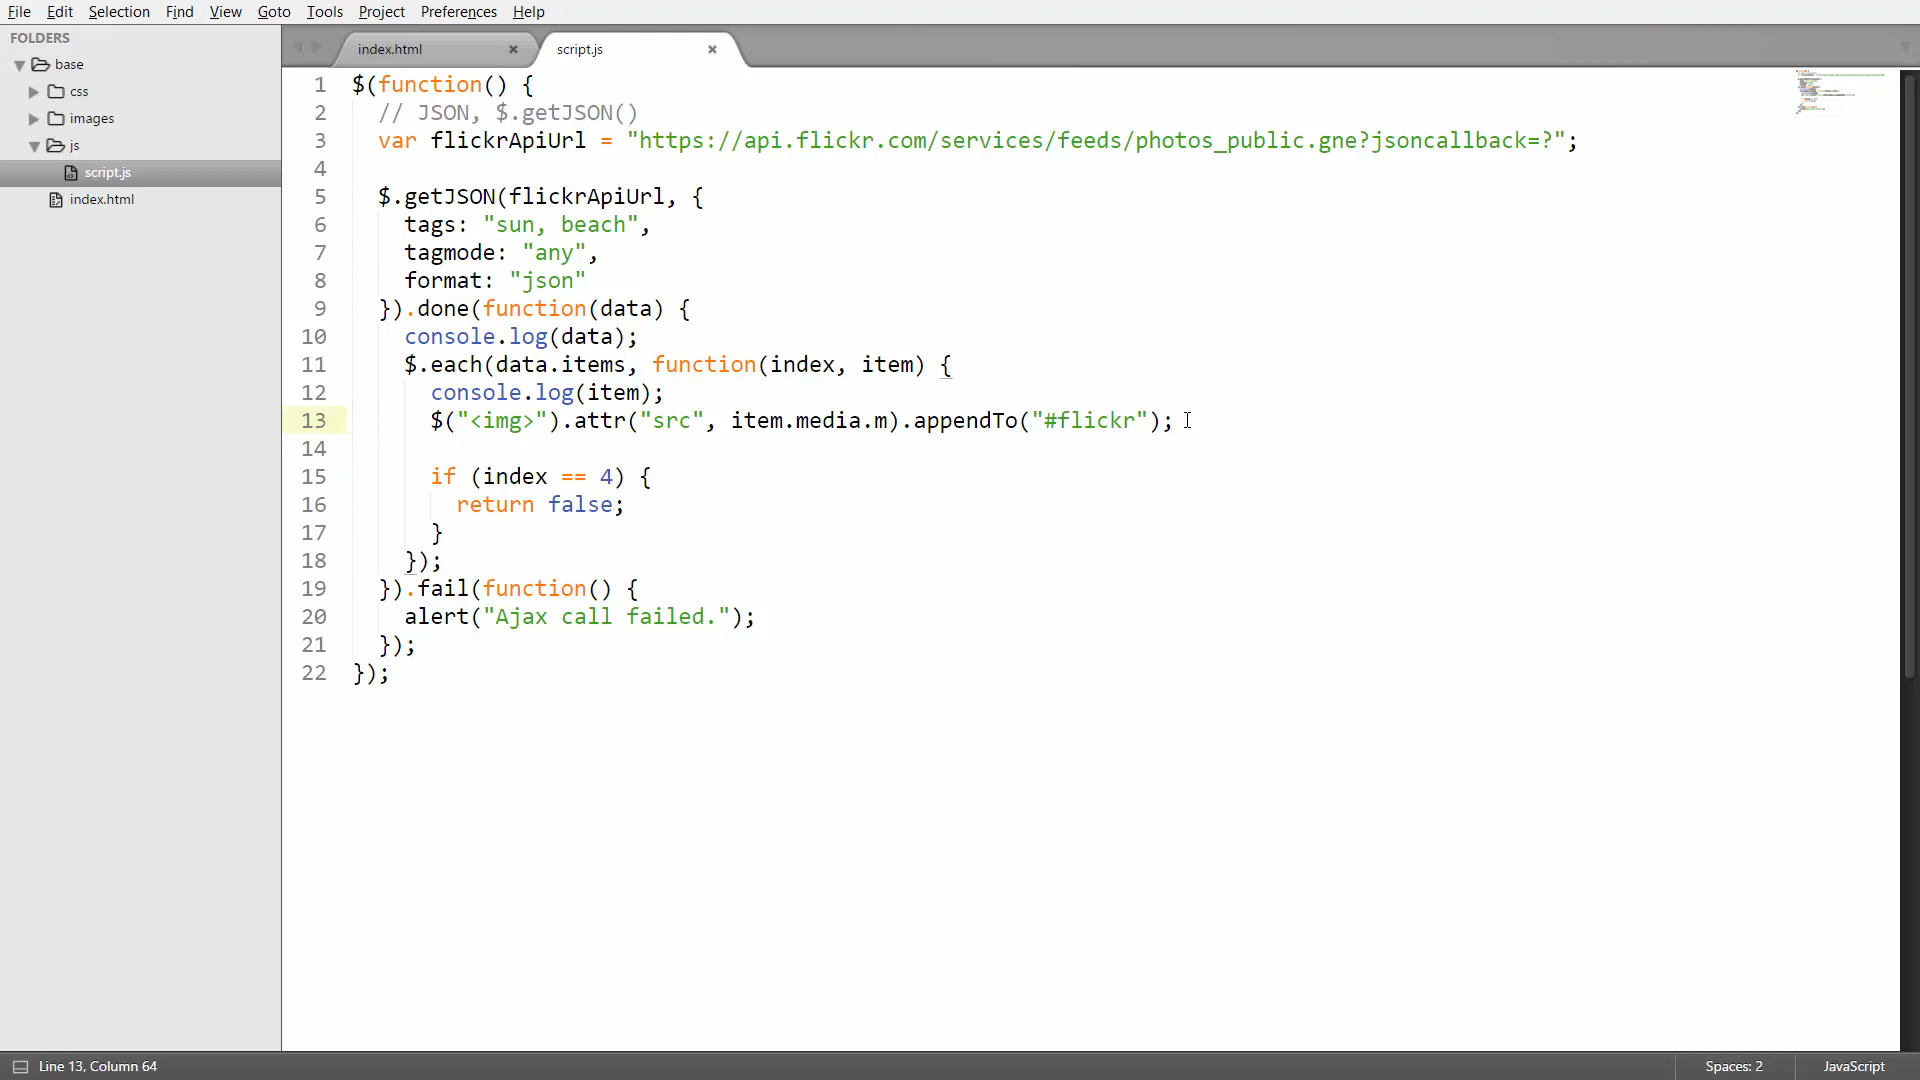 File Edit Selection Find View Goto Tools Project Preferences Help
FOLDERS
base
css
images
js
script.js
index.html
index.html × script.js ×
1 $(function() {
2 // JSON, $.getJSON()
3 var flickrApiUrl = "https://api.flickr.com/services/feeds/photos_public.gne?jsoncallback=?";
4
5 $.getJSON(flickrApiUrl, {
6 tags: "sun, beach",
7 tagmode: "any",
8 format: "json"
9 }).done(function(data) {
10 console.log(data);
11 $.each(data.items, function(index, item) {
12 console.log(item);
13 $("<img>").attr("src", item.media.m).appendTo("#flickr");
14
15 if (index == 4) {
16 return false;
17 }
18 });
19 }).fail(function() {
20 alert("Ajax call failed.");
21 });
22 });
Line 13, Column 64 Spaces: 2 JavaScript